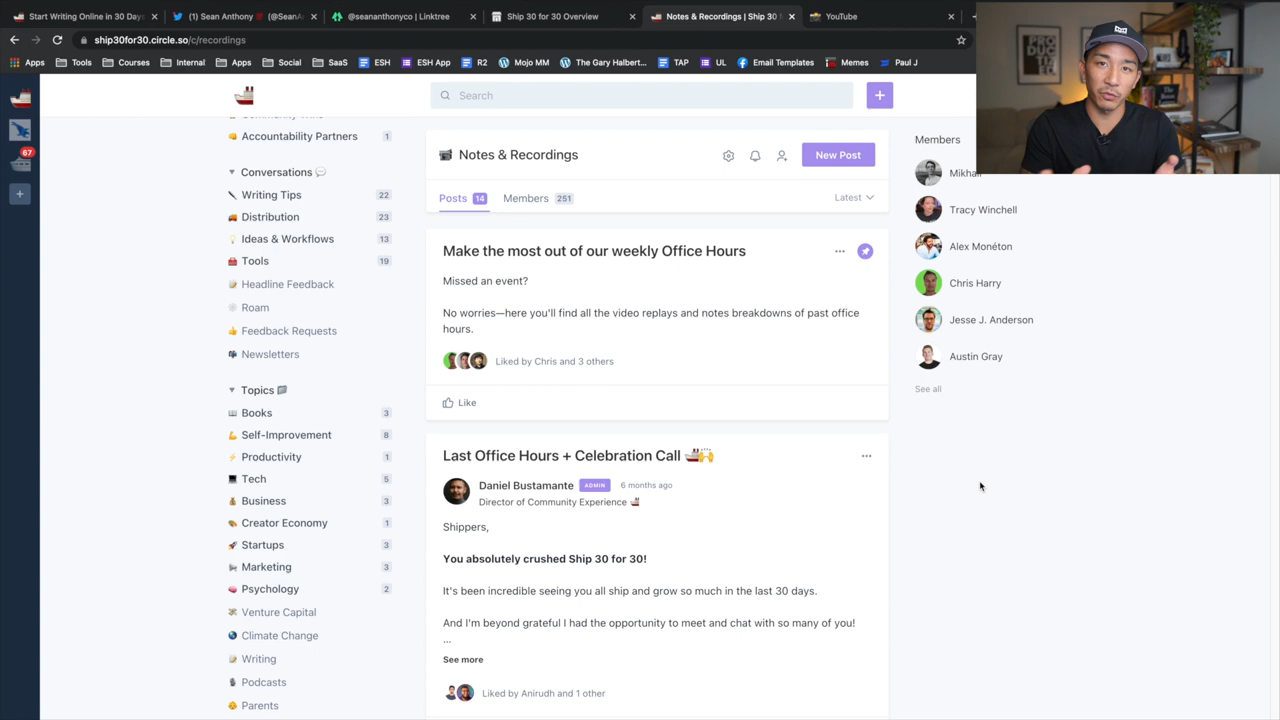 Start Writing Online in 30 Days
(1) Sean Anthony (@SeanA
@seananthonyco | Linktree
Ship 30 for 30 Overview
Notes & Recordings | Ship 30
YouTube
ship30for30.circle.so/c/recordings
Apps
Tools
Courses
Internal
Apps
Social
SaaS
ESH
ESH App
R2
Mojo MM
The Gary Halbert...
TAP
UL
Email Templates
Memes
Paul J
PRO
DUC
67
Search
Accountability Partners 1
Conversations
Writing Tips 22
Distribution 23
Ideas & Workflows 13
Tools 19
Headline Feedback
Roam
Feedback Requests
Newsletters
Topics
Books 3
Self-Improvement 8
Productivity 1
Tech 5
Business 3
Creator Economy 1
Startups 3
Marketing 3
Psychology 2
Venture Capital
Climate Change
Writing
Podcasts
Parents
Notes & Recordings
New Post
Posts 14
Members 251
Latest
Make the most out of our weekly Office Hours
Missed an event?
No worries—here you'll find all the video replays and notes breakdowns of past office
hours.
Liked by Chris and 3 others
Like
Last Office Hours + Celebration Call
Daniel Bustamante ADMIN 6 months ago
Director of Community Experience
Shippers,
You absolutely crushed Ship 30 for 30!
It's been incredible seeing you all ship and grow so much in the last 30 days.
And I'm beyond grateful I had the opportunity to meet and chat with so many of you!
...
See more
Liked by Anirudh and 1 other
Members
Mikhail
Tracy Winchell
Alex Monéton
Chris Harry
Jesse J. Anderson
Austin Gray
See all